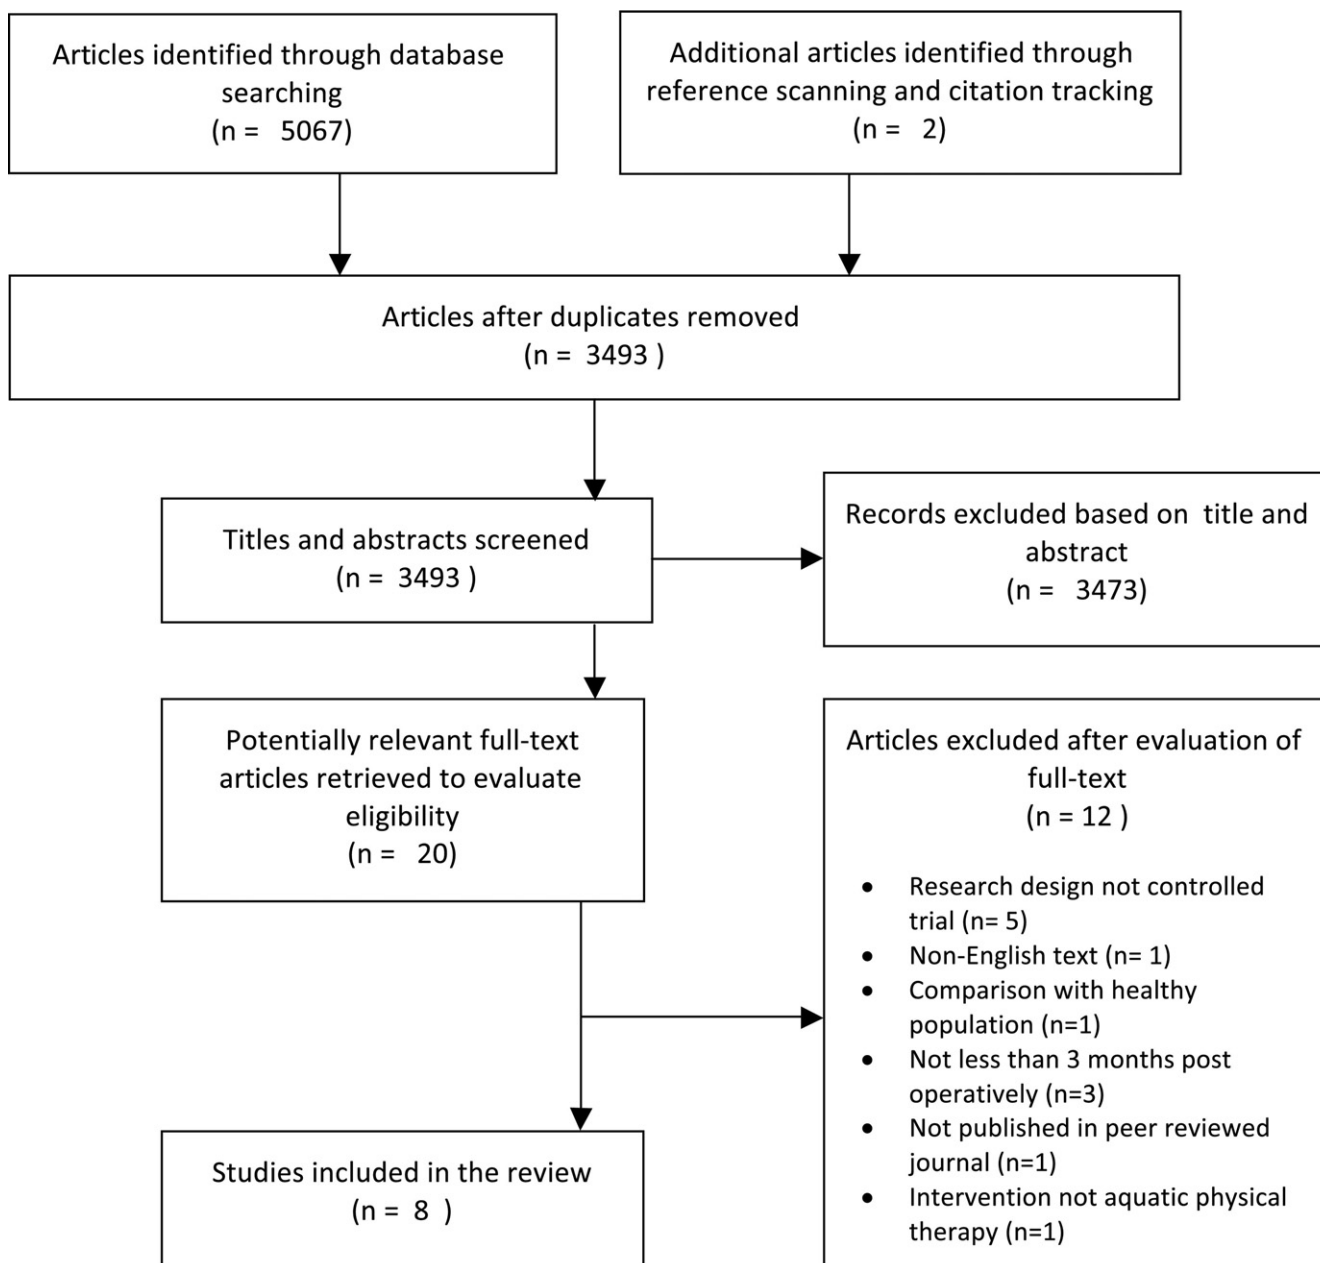 Articles identified through database
searching
(n =   5067)
Additional articles identified through
reference scanning and citation tracking
(n =   2)
Articles after duplicates removed
(n =  3493 )
Titles and abstracts screened
(n =  3493 )
Records excluded based on  title and
abstract
(n =   3473)
Potentially relevant full-text
articles retrieved to evaluate
eligibility
(n =   20)
Articles excluded after evaluation of
full-text
(n = 12 )
• Research design not controlled
trial (n= 5)
• Non-English text (n= 1)
• Comparison with healthy
population (n=1)
• Not less than 3 months post
operatively (n=3)
• Not published in peer reviewed
journal (n=1)
• Intervention not aquatic physical
therapy (n=1)
Studies included in the review
(n =  8  )